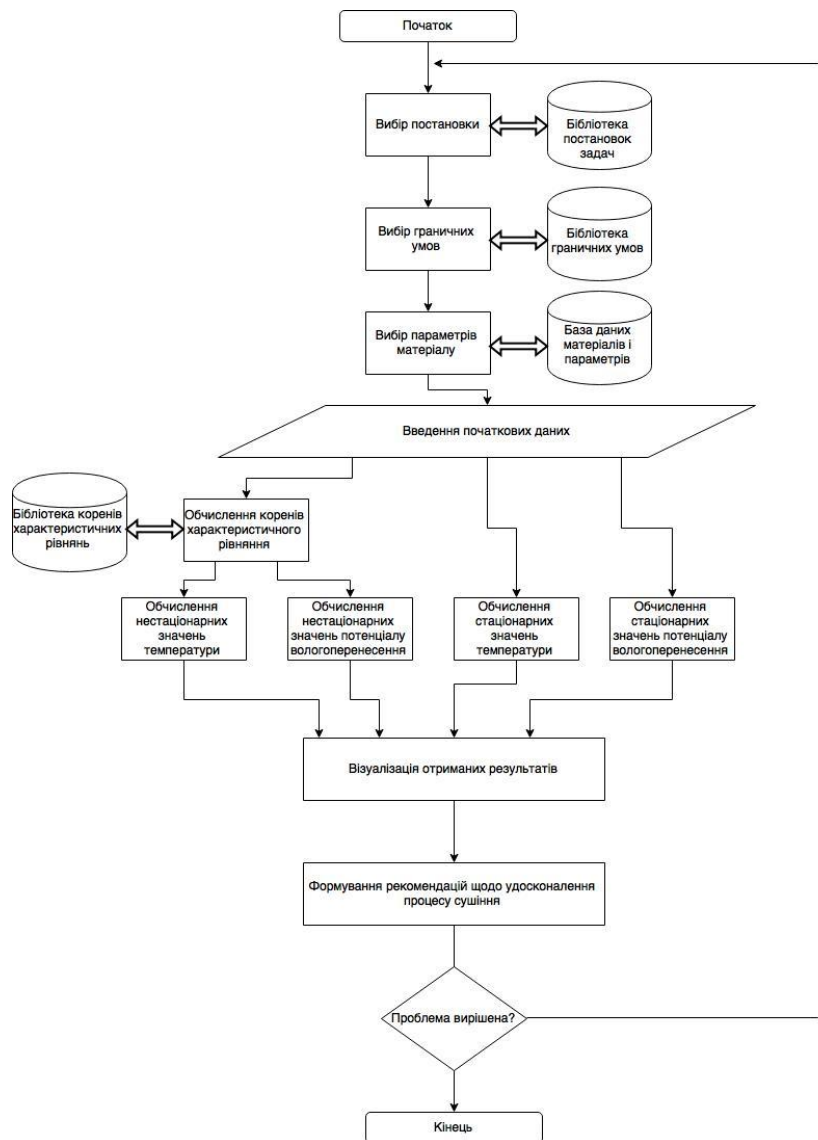 Початок
Вибір постановки
Бібліотека
постановок
задач
Вибір граничних
умов
Бібліотека
граничних умов
Вибір параметрів
матеріалу
База даних
матеріалів і
параметрів
Введення початкових даних
Бібліотека коренів
характеристичних
рівнянь
Обчислення коренів
характеристичного
рівняння
Обчислення
нестаціонарних
значень
температури
Обчислення
нестаціонарних
значень потенціалу
вологоперенесення
Обчислення
стаціонарних
значень
температури
Обчислення
стаціонарних
значень потенціалу
вологоперенесення
Візуалізація отриманих результатів
Формування рекомендацій щодо удосконалення
процесу сушіння
Проблема вирішена?
Кінець